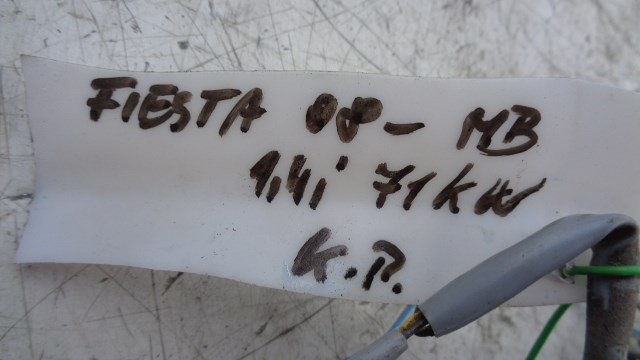 FIESTA 08- MB
1,4i 71kW
K.P.